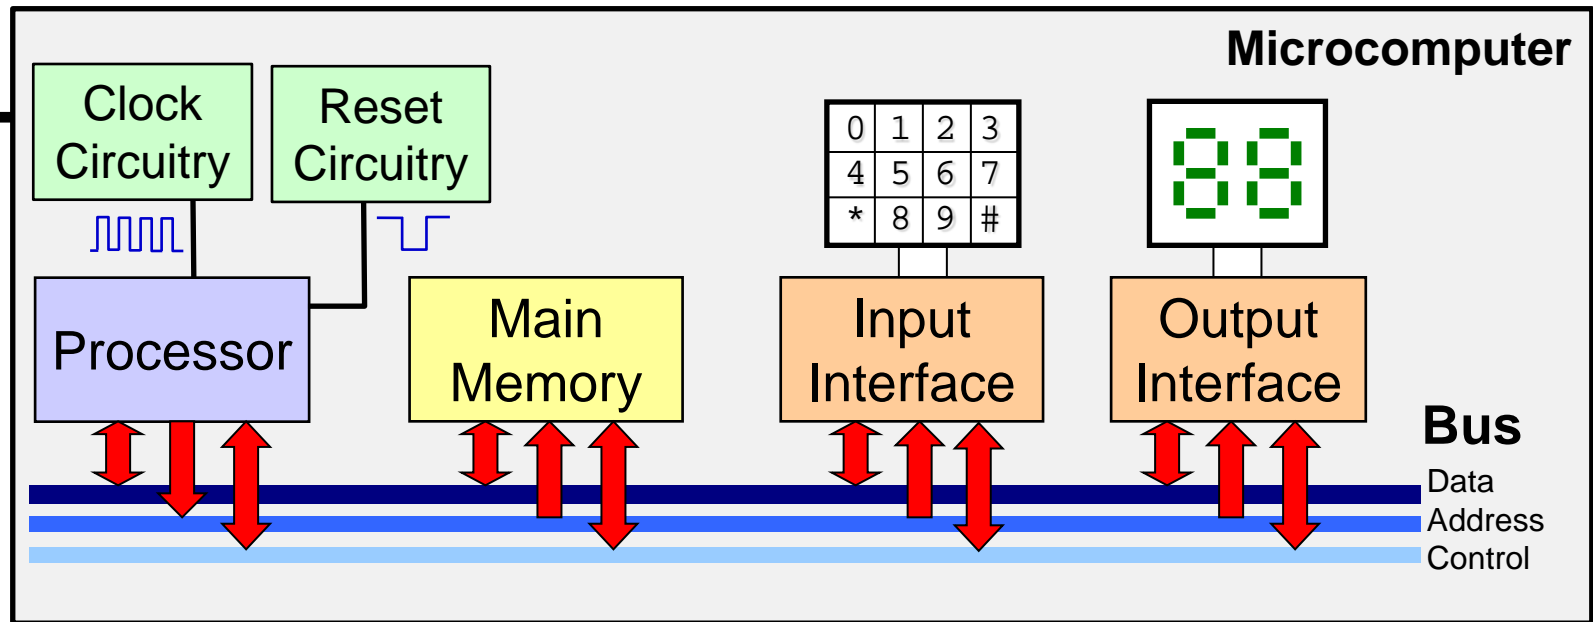 Microcomputer
Clock
Circuitry
Reset
Circuitry
0 1 2 3
4 5 6 7
* 8 9 #
88
Processor
Main
Memory
Input
Interface
Output
Interface
Bus
Data
Address
Control